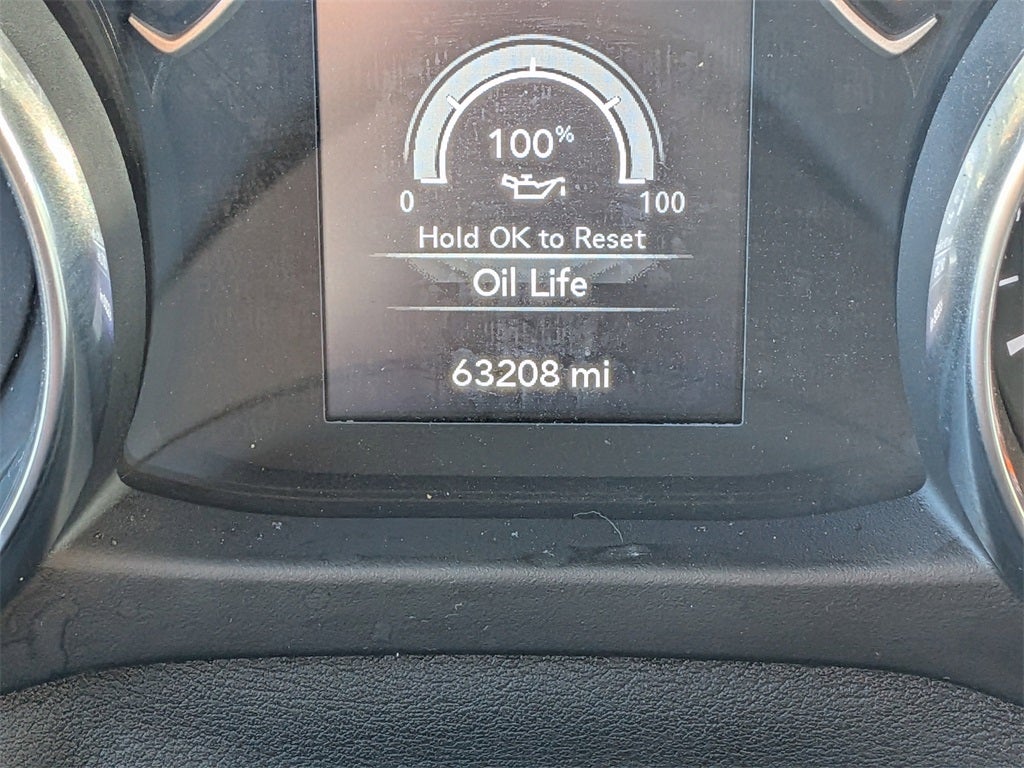 100%
0 100
Hold OK to Reset
Oil Life
63208 mi